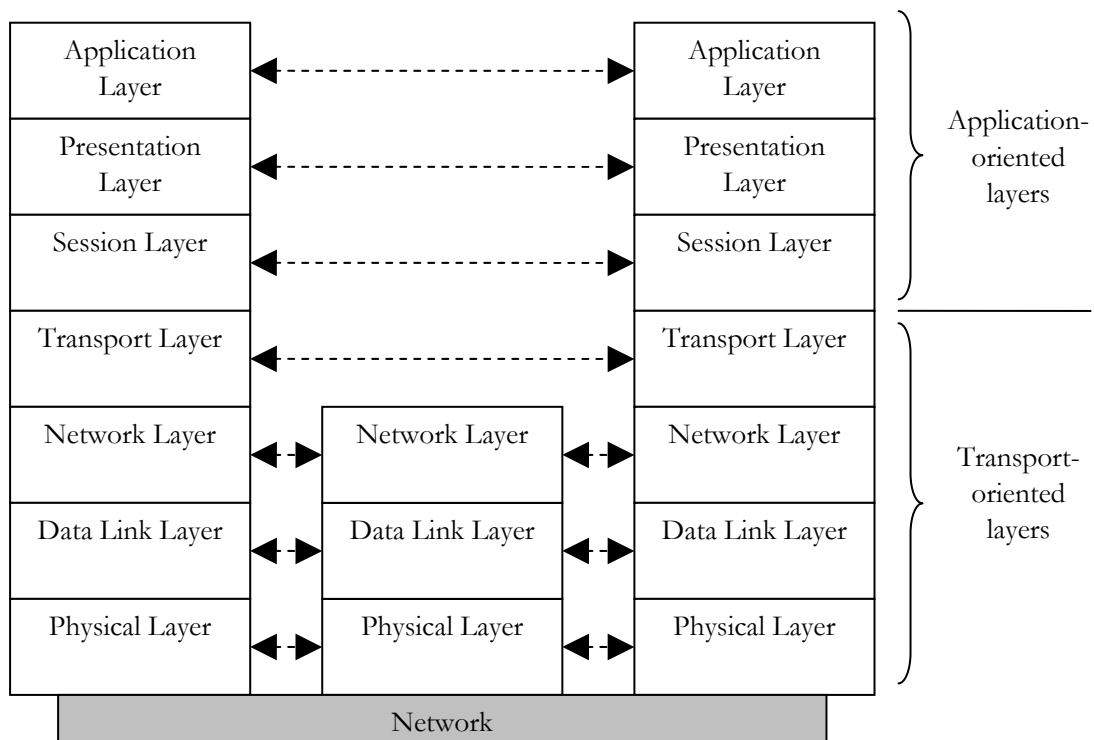 Application
Layer
Application
Layer
Presentation
Layer
Presentation
Layer
Application-
oriented
layers
Session Layer
Session Layer
Transport Layer
Transport Layer
Network Layer
Network Layer
Network Layer
Transport-
oriented
layers
Data Link Layer
Data Link Layer
Data Link Layer
Physical Layer
Physical Layer
Physical Layer
Network